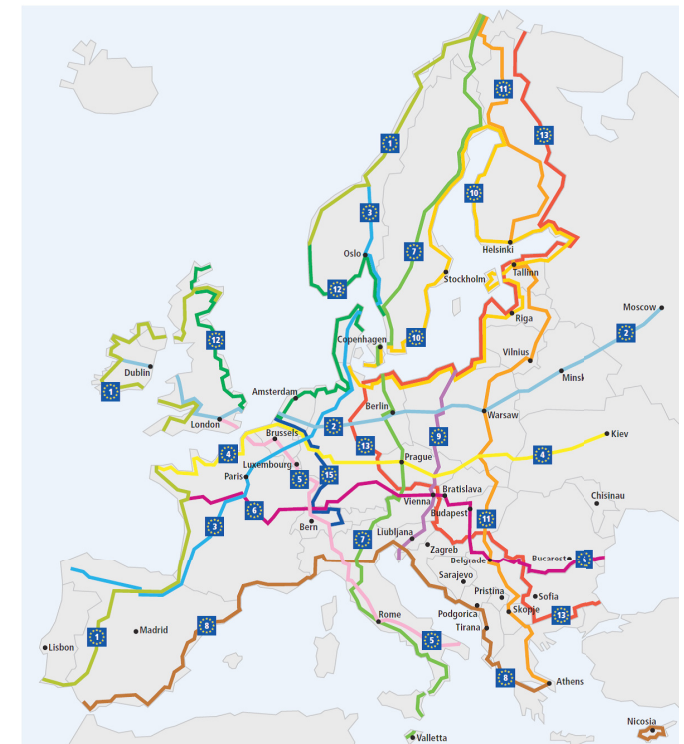 11
13
1
10
3
Helsinki
Oslo
7
Tallinn
Stockholm
12
Moscow
Riga
2
12
Copenhagen
10
Vilnius
Dublin
Minsk
1
Amsterdam
Berlin
Warsaw
London
2
Brussels
9
Kiev
13
4
Prague
4
Luxembourg
15
Paris
5
Bratislava
Chisinau
Vienna
6
Budapest
3
Bern
11
Liubljana
7
Zagreb
Belgrade
Bucarost
Sarajevo
Pristina
Sofia
Rome
Podgorica
Skopje
13
Madrid
8
Tirana
1
5
Lisbon
8
Athens
Nicosia
Valletta